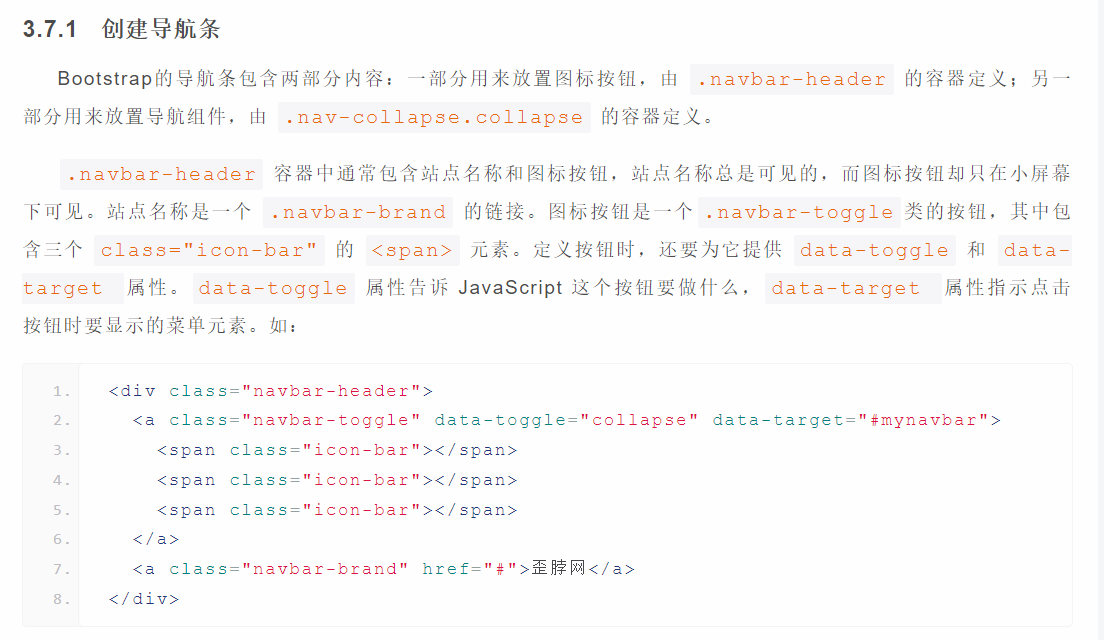 3.7.1 创建导航条
Bootstrap的导航条包含两部分内容：一部分用来放置图标按钮，由 .navbar-header 的容器定义；另一
部分用来放置导航组件，由 .nav-collapse.collapse 的容器定义。
.navbar-header 容器中通常包含站点名称和图标按钮，站点名称总是可见的，而图标按钮却只在小屏幕
下可见。站点名称是一个 .navbar-brand 的链接。图标按钮是一个 .navbar-toggle 类的按钮，其中包
含三个 class="icon-bar" 的 <span> 元素。定义按钮时，还要为它提供 data-toggle 和 data-
target 属性。data-toggle 属性告诉 JavaScript 这个按钮要做什么，data-target 属性指示点击
按钮时要显示的菜单元素。如：
1. <div class="navbar-header">
2. <a class="navbar-toggle" data-toggle="collapse" data-target="#mynavbar">
3. <span class="icon-bar"></span>
4. <span class="icon-bar"></span>
5. <span class="icon-bar"></span>
6. </a>
7. <a class="navbar-brand" href="#">歪脖网</a>
8. </div>